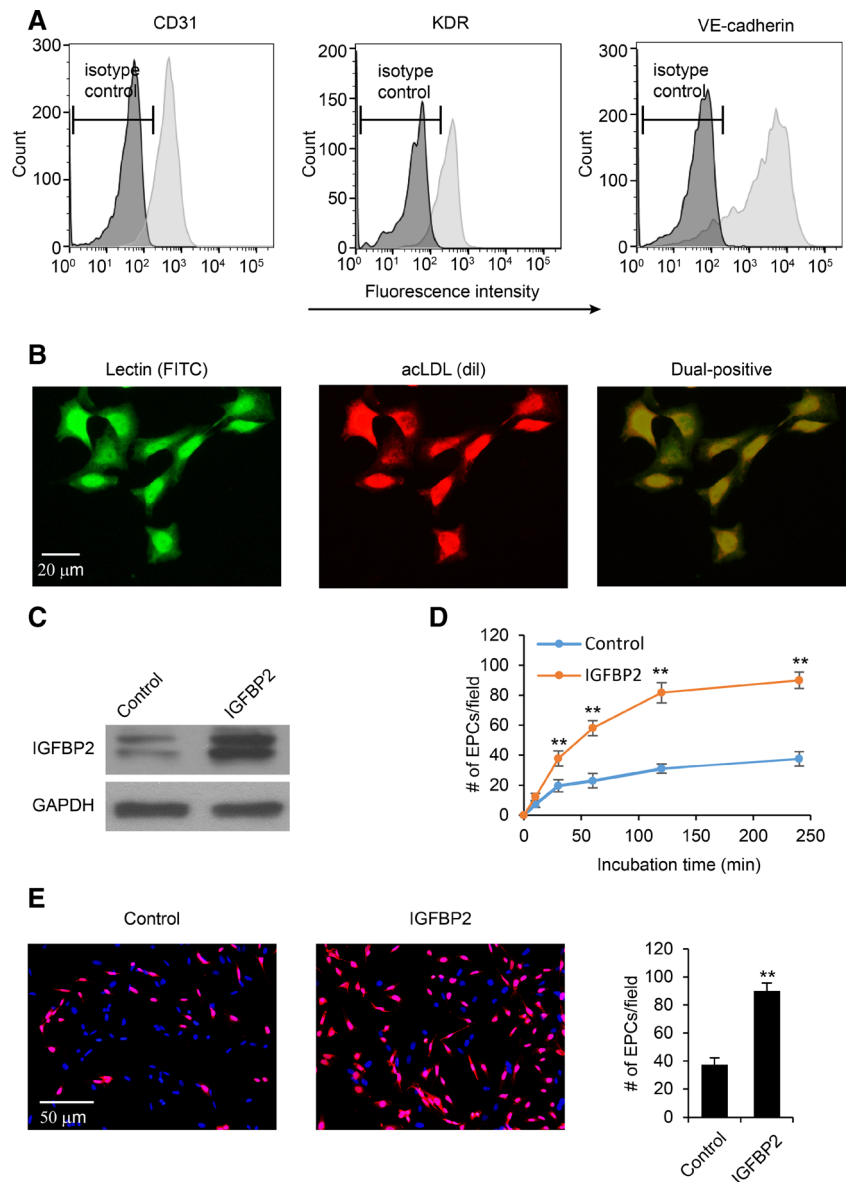 A
CD31
KDR
VE-cadherin
300
200
100
0
Count
isotype
control
10⁰ 10¹ 10² 10³ 10⁴ 10⁵
200
150
100
50
0
Count
isotype
control
10⁰ 10¹ 10² 10³ 10⁴ 10⁵
300
200
100
0
Count
isotype
control
10⁰ 10¹ 10² 10³ 10⁴ 10⁵
Fluorescence intensity
B
Lectin (FITC)
acLDL (dil)
Dual-positive
20 μm
C
Control
IGFBP2
IGFBP2
GAPDH
D
120
100
80
60
40
20
0
# of EPCs/field
Control
IGFBP2
**
**
**
**
0 50 100 150 200 250
Incubation time (min)
E
Control
IGFBP2
50 μm
120
100
80
60
40
20
0
# of EPCs/field
**
Control
IGFBP2